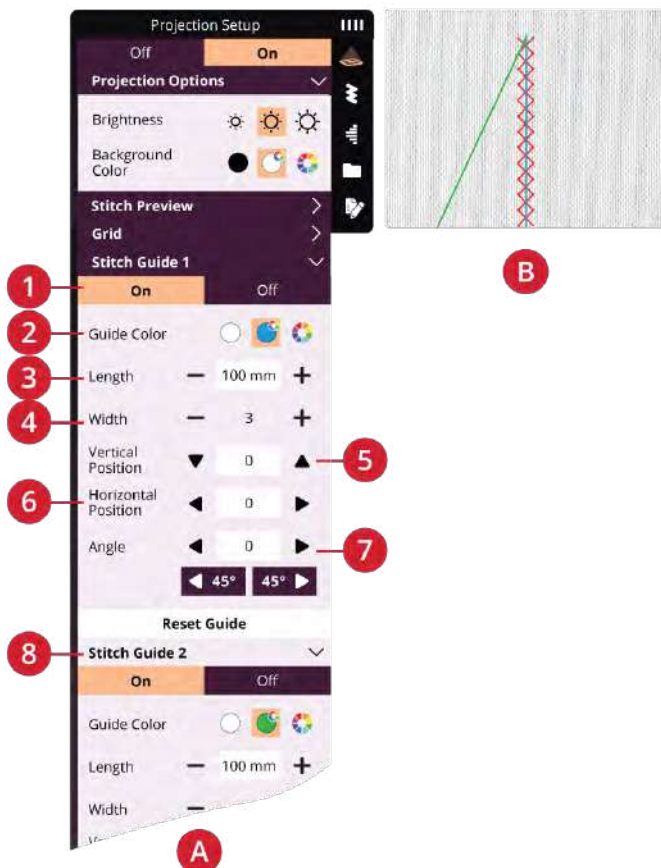 Projection Setup
Off On
Projection Options
Brightness
Background
Color
Stitch Preview
Grid
Stitch Guide 1
1 On Off
2 Guide Color
3 Length 100 mm
4 Width 3
Vertical
Position 0 5
6 Horizontal
Position 0
Angle 0 7
45° 45°
Reset Guide
8 Stitch Guide 2
On Off
Guide Color
Length 100 mm
Width
A
B